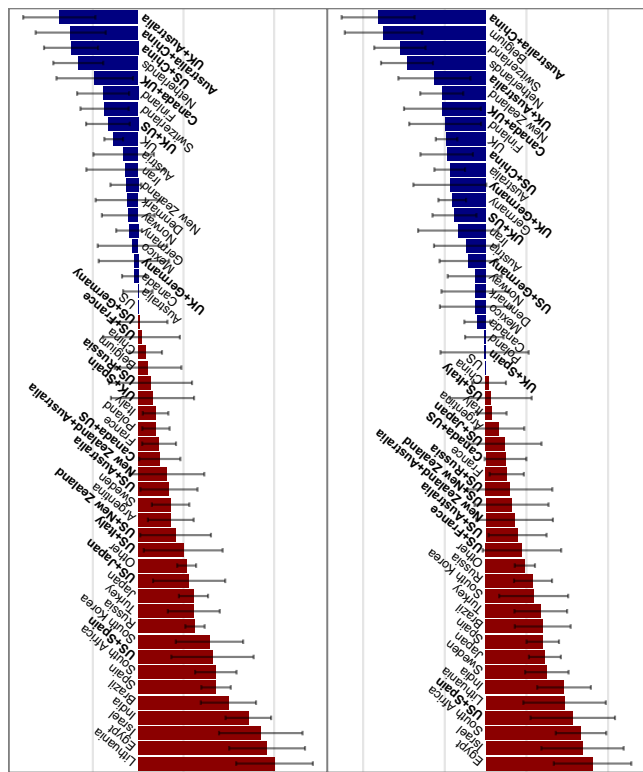 UK+Australia
Australia+China
US+China
Netherlands
Canada+UK
Finland
Switzerland
UK+US
UK
Austria
Iran
New Zealand
Denmark
Norway
Germany
Mexico
UK+Germany
Canada
Australia
US
US+Germany
US+France
China
Belgium
US+Russia
UK+Spain
Italy
Poland
France
Canada+US
New Zealand+Australia
US+Australia
Sweden
Argentina
US+New Zealand
US+Italy
Other
US+Japan
Japan
Turkey
Russia
South Korea
US+Spain
South Africa
Spain
Brazil
India
Israel
Egypt
Lithuania
Australia+China
Belgium
Switzerland
Netherlands
UK+Australia
New Zealand
Canada+UK
Finland
UK
US+China
Australia
UK+Germany
Germany
UK+US
Iran
Austria
US+Germany
Norway
Denmark
Mexico
Canada
Poland
UK+Spain
US
China
US+Italy
Italy
Argentina
US+Japan
Canada+US
France
US+Russia
US+New Zealand
New Zealand+Australia
US+Australia
US+France
Other
Russia
South Korea
Turkey
Brazil
Spain
Japan
Sweden
India
Lithuania
South Africa
US+Spain
Israel
Egypt